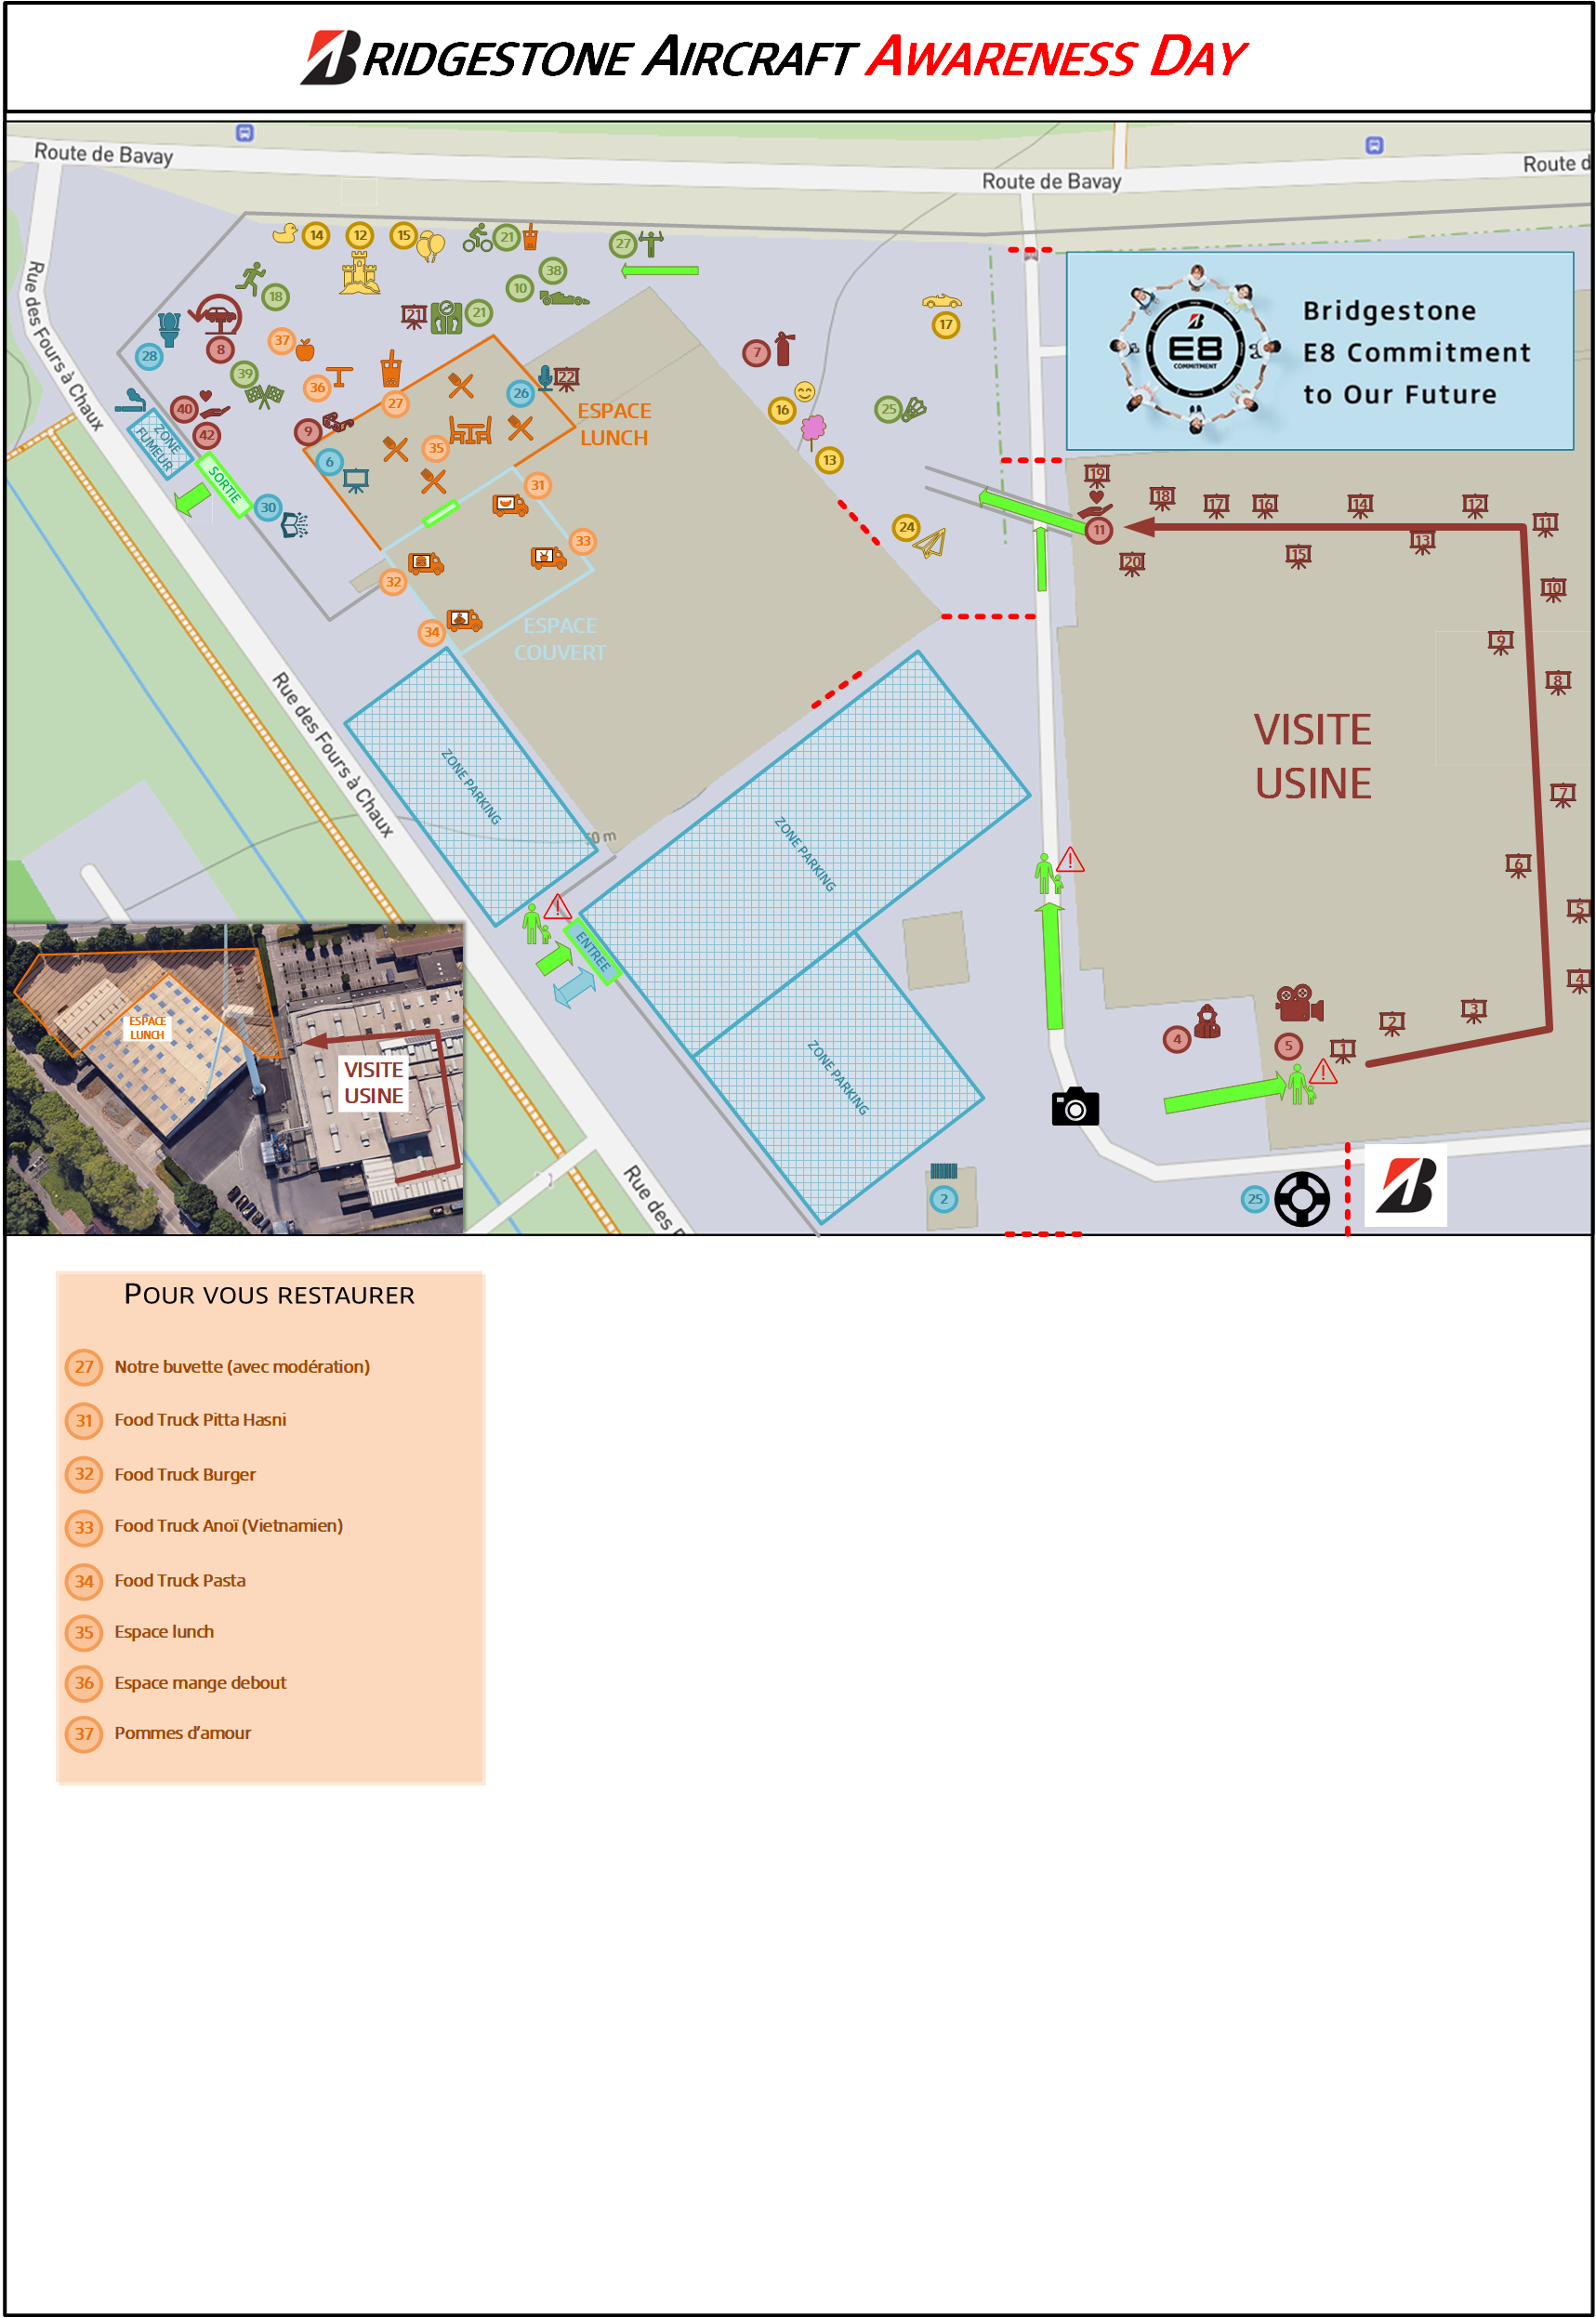 BRIDGESTONE AIRCRAFT AWARENESS DAY
Route de Bavay
Route de Bavay
Route d
Rue des Fours à Chaux
14
12
15
21
27
38
10
18
21
21
28
8
37
39
36
27
26
22
ESPACE
LUNCH
40
42
9
35
6
ZONE
FUMEUR
SORTIE
30
31
33
32
34
ESPACE
COUVERT
17
7
16
25
13
24
Bridgestone
E8 Commitment
to Our Future
E8
COMMITMENT
19
18
17
16
14
12
11
11
13
15
20
10
9
8
7
6
5
4
3
2
1
VISITE
USINE
Rue des Fours à Chaux
ZONE PARKING
ZONE PARKING
ZONE PARKING
50 m
ENTREE
4
5
2
25
Rue des F
ESPACE
LUNCH
VISITE
USINE
POUR VOUS RESTAURER
27 Notre buvette (avec modération)
31 Food Truck Pitta Hasni
32 Food Truck Burger
33 Food Truck Anoï (Vietnamien)
34 Food Truck Pasta
35 Espace lunch
36 Espace mange debout
37 Pommes d'amour